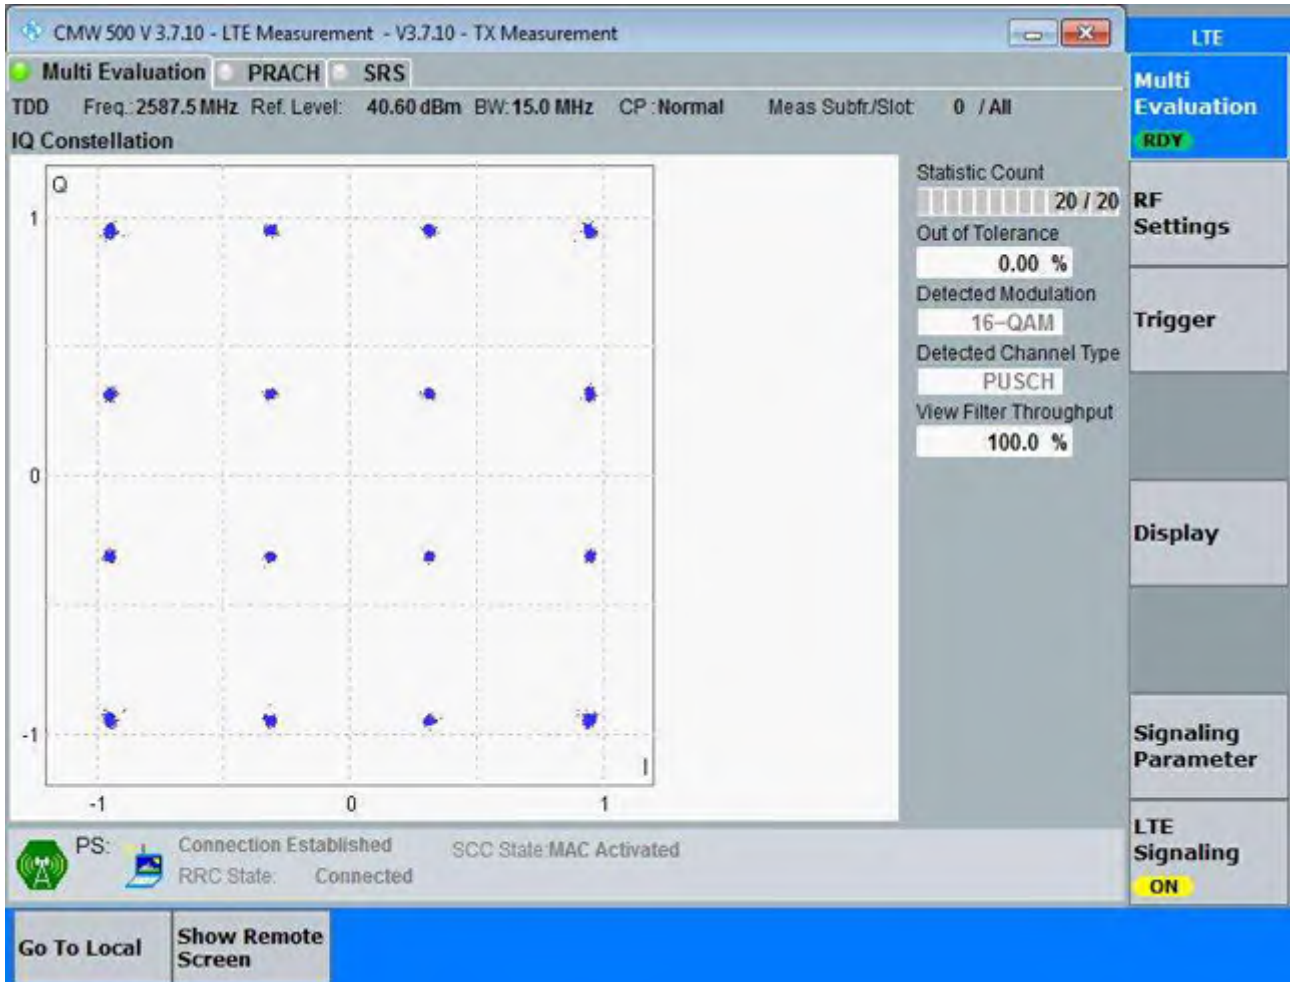 CMW 500 V 3.7.10 - LTE Measurement - V3.7.10 - TX Measurement
LTE
Multi Evaluation PRACH SRS
TDD Freq.: 2587.5 MHz Ref. Level: 40.60 dBm BW: 15.0 MHz CP : Normal Meas Subfr./Slot: 0 / All
IQ Constellation
Q
1
0
-1
I
-1 0 1
Statistic Count
20 / 20
Out of Tolerance
0.00 %
Detected Modulation
16-QAM
Detected Channel Type
PUSCH
View Filter Throughput
100.0 %
Multi
Evaluation
RDY
RF
Settings
Trigger
Display
Signaling
Parameter
LTE
Signaling
ON
PS: Connection Established SCC State: MAC Activated
RRC State: Connected
Go To Local
Show Remote
Screen